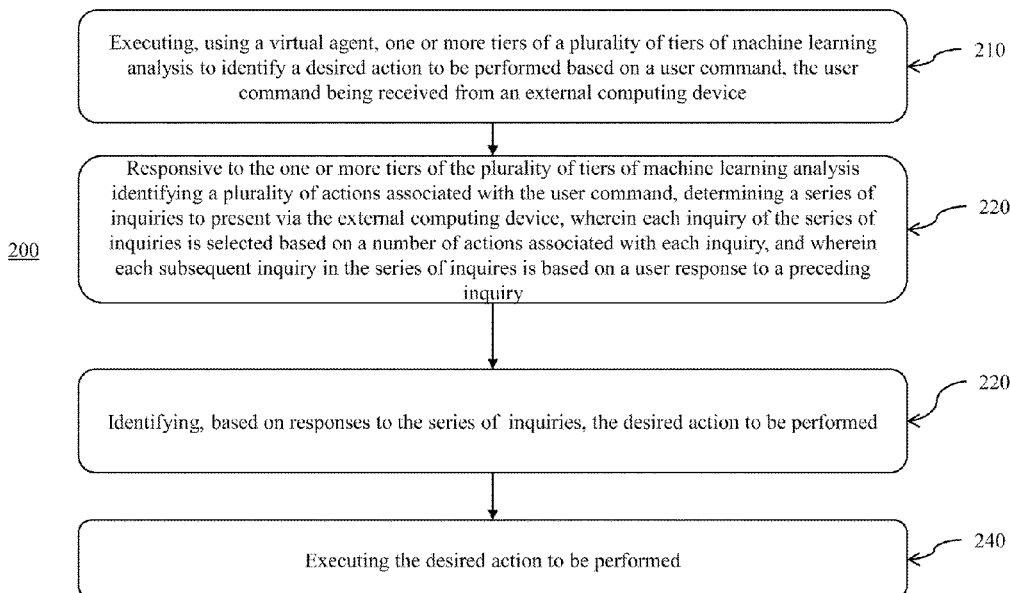 Executing, using a virtual agent, one or more tiers of a plurality of tiers of machine learning
analysis to identify a desired action to be performed based on a user command, the user
command being received from an external computing device
210
Responsive to the one or more tiers of the plurality of tiers of machine learning analysis
identifying a plurality of actions associated with the user command, determining a series of
inquiries to present via the external computing device, wherein each inquiry of the series of
inquiries is selected based on a number of actions associated with each inquiry, and wherein
each subsequent inquiry in the series of inquires is based on a user response to a preceding
inquiry
220
200
Identifying, based on responses to the series of inquiries, the desired action to be performed
220
Executing the desired action to be performed
240